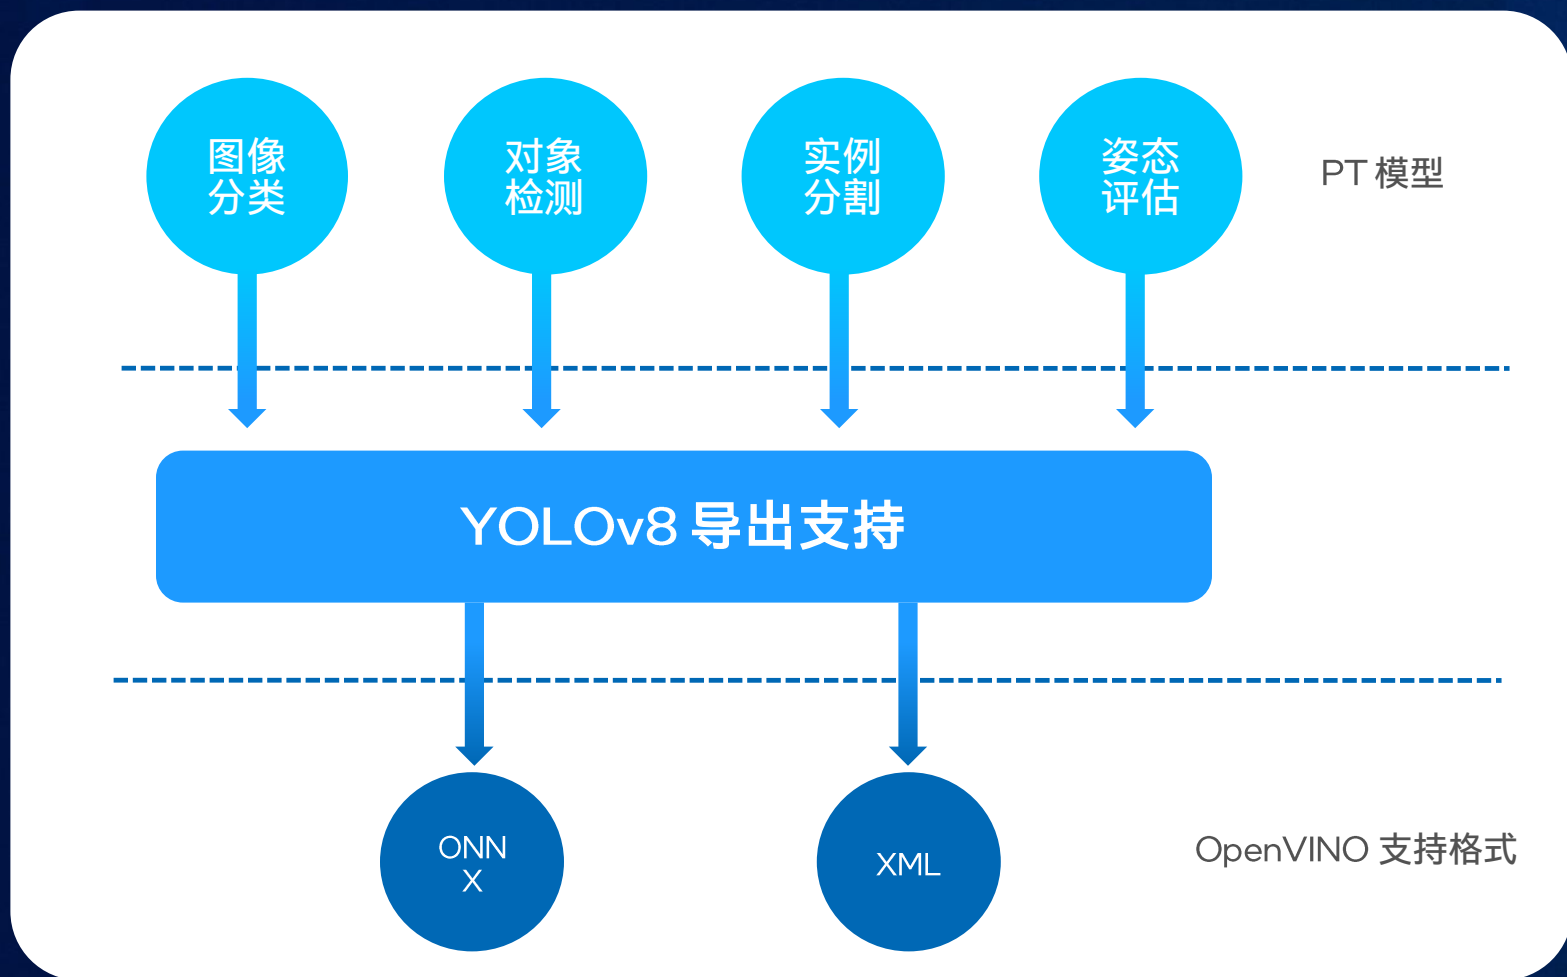 图像
分类
对象
检测
实例
分割
姿态
评估
PT 模型
YOLOv8 导出支持
ONN
X
XML
OpenVINO 支持格式